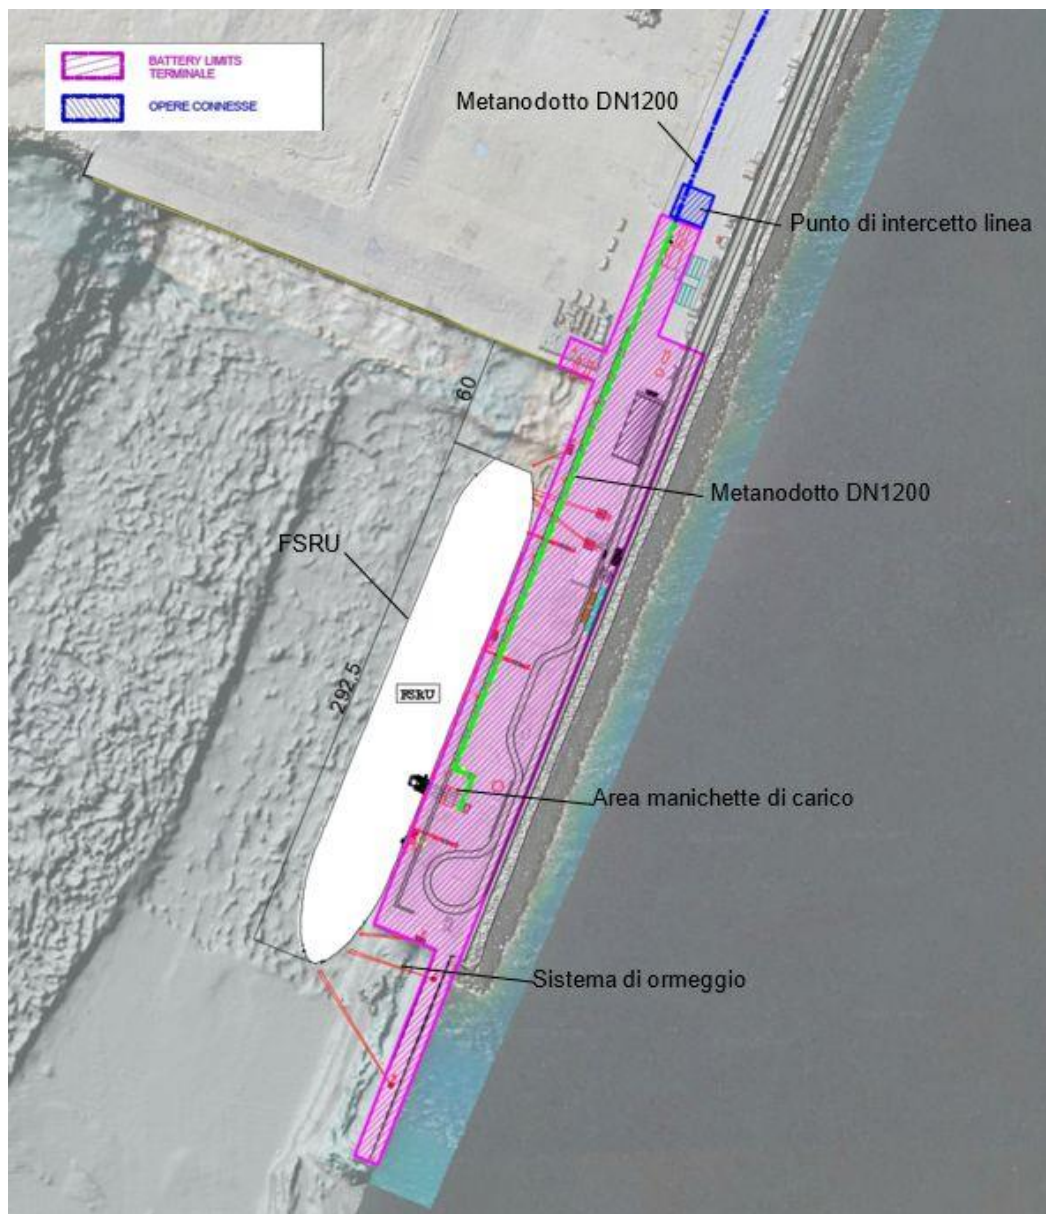 BATTERY LIMITS
TERMINALE
OPERE CONNESSE
Metanodotto DN1200
Punto di intercetto linea
60
Metanodotto DN1200
FSRU
292,5
FSRU
Area manichette di carico
Sistema di ormeggio